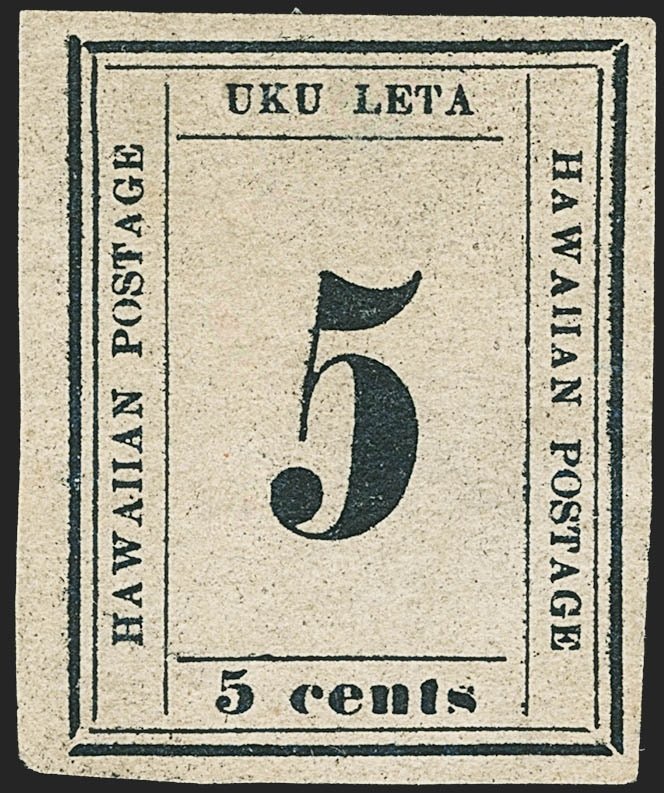 UKU LETA
HAWAIIAN POSTAGE
5
HAWAIIAN POSTAGE
5 cents